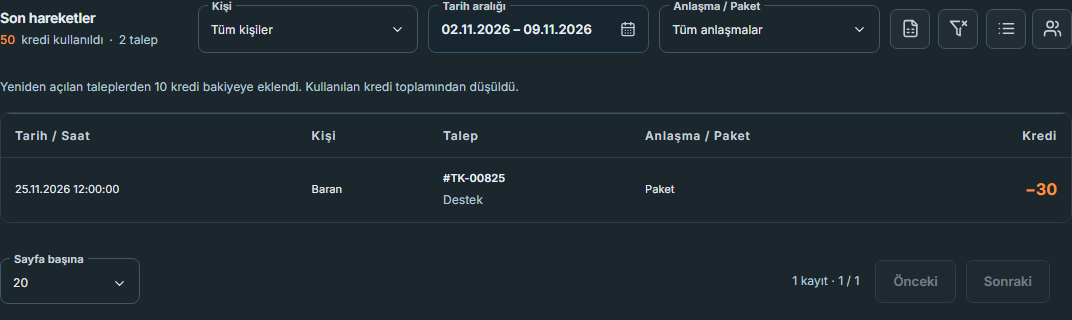 Son hareketler
50 kredi kullanıldı · 2 talep
Kişi
Tüm kişiler
Tarih aralığı
02.11.2026 – 09.11.2026
Anlaşma / Paket
Tüm anlaşmalar
Yeniden açılan taleplerden 10 kredi bakiyeye eklendi. Kullanılan kredi toplamından düşüldü.
Tarih / Saat Kişi Talep Anlaşma / Paket Kredi
25.11.2026 12:00:00 Baran #TK-00825 Paket −30
Destek
Sayfa başına
20
1 kayıt · 1 / 1 Önceki Sonraki